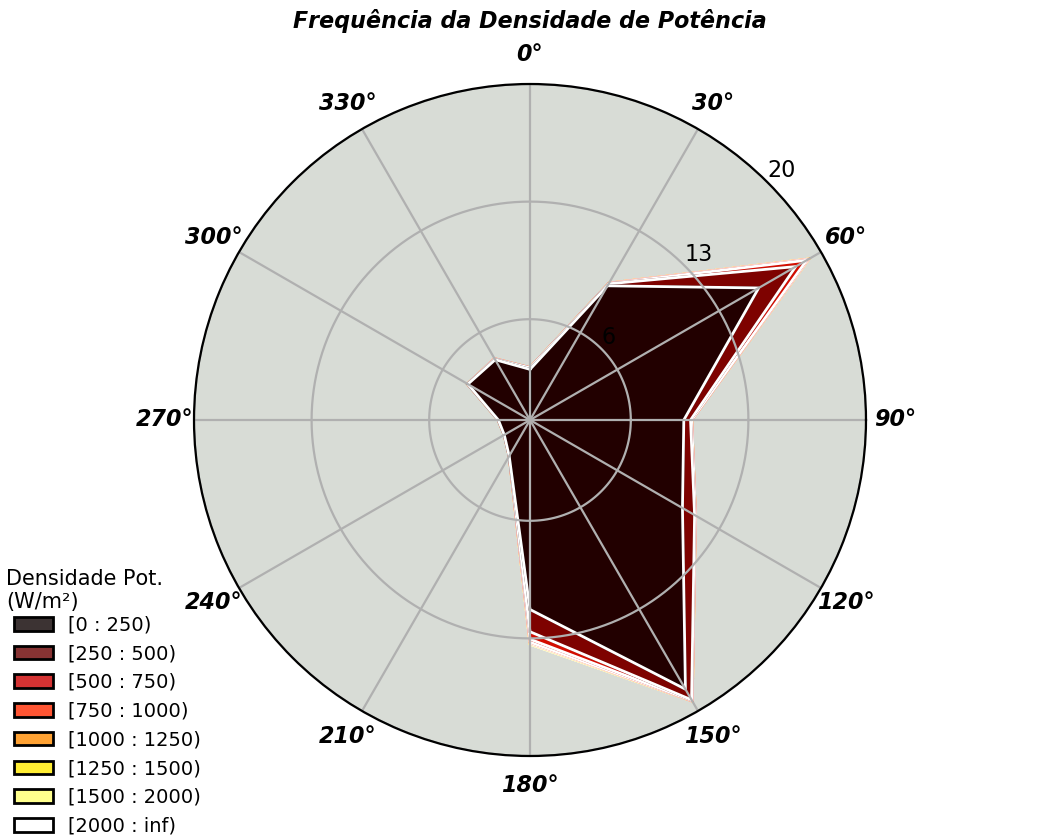 Frequência da Densidade de Potência
0°
330°
30°
20
300°
60°
13
6
270°
90°
Densidade Pot.
(W/m²)
240°
120°
[0 : 250)
[250 : 500)
[500 : 750)
[750 : 1000)
210°
150°
[1000 : 1250)
[1250 : 1500)
180°
[1500 : 2000)
[2000 : inf)